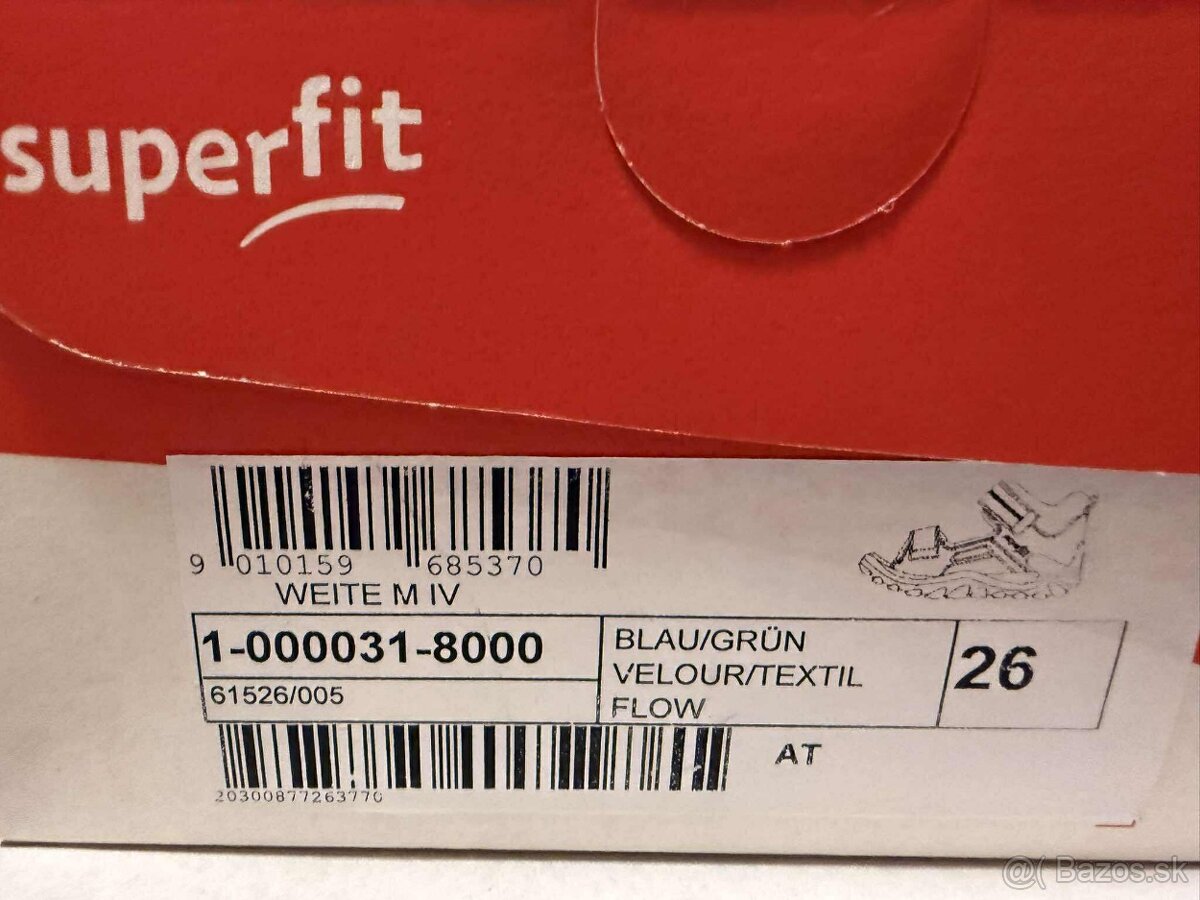 superfit
9 010159 685370
WEITE M IV
1-000031-8000
61526/005
BLAU/GRÜN
VELOUR/TEXTIL
FLOW
26
20300877263770
AT
@( Bazos.sk